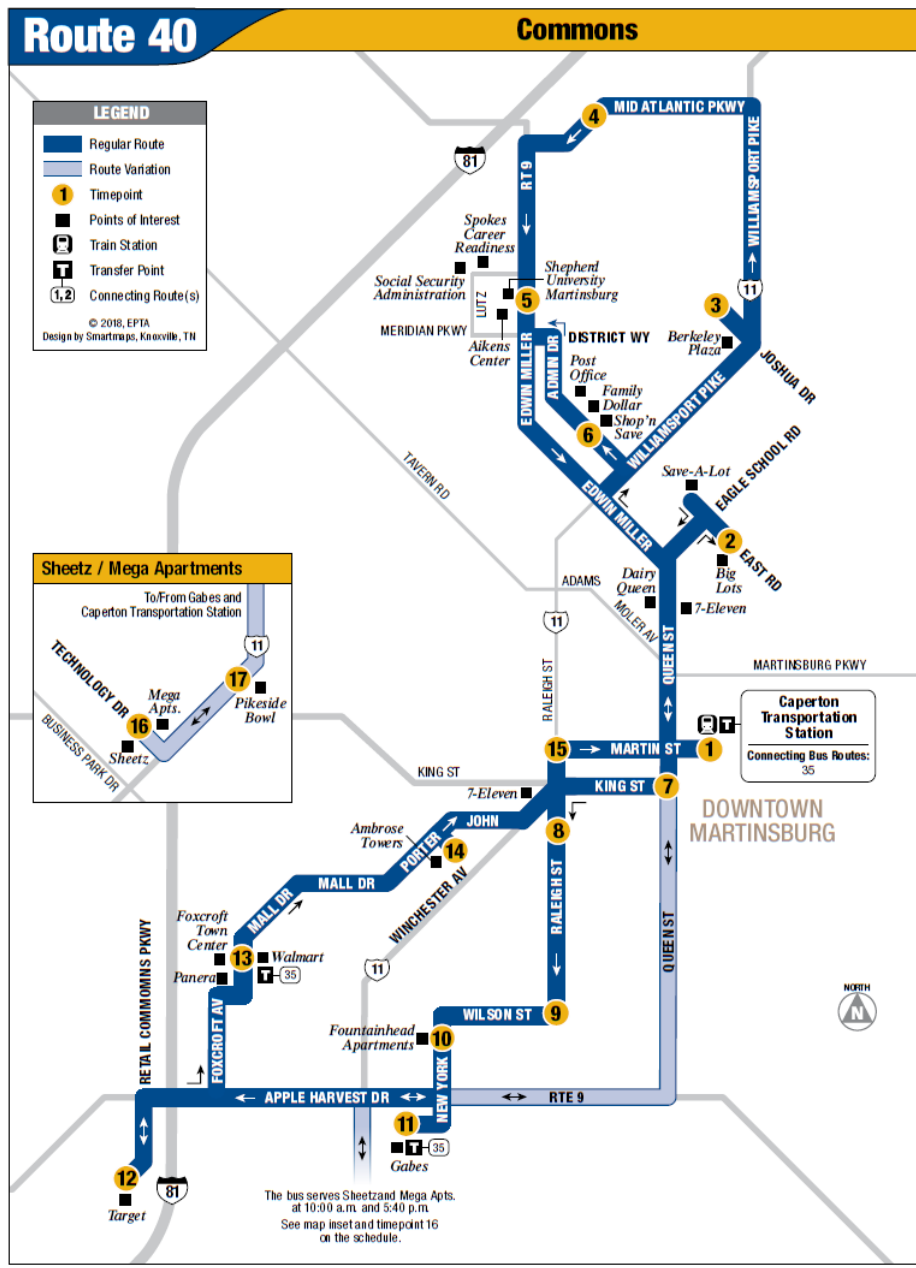 Route 40
Commons
LEGEND
Regular Route
Route Variation
1
Timepoint
Points of Interest
Train Station
T
Transfer Point
1,2
Connecting Route(s)
© 2018, EPTA
Design by Smartmaps, Knoxville, TN
MID ATLANTIC PKWY
4
81
RT 9
WILLIAMSPORT PIKE
11
Spokes
Career
Readiness
Social Security
Administration
Shepherd
University
Martinsburg
LUTZ
5
MERIDIAN PKWY
Aikens
Center
3
Berkeley
Plaza
JOSHUA DR
DISTRICT WY
EDWIN MILLER
ADMIN DR
Post
Office
Family
Dollar
Shop'n
Save
6
WILLIAMSPORT PIKE
EDWIN MILLER
Save-A-Lot
EAGLE SCHOOL RD
2
EAST RD
Big
Lots
TAVERN RD
Dairy
Queen
7-Eleven
ADAMS
MOLER AV
11
RALEIGH ST
QUEEN ST
MARTINSBURG PKWY
Sheetz / Mega Apartments
To/From Gabes and
Caperton Transportation Station
11
TECHNOLOGY DR
17
Mega
Apts.
16
Pikeside
Bowl
Sheetz
BUSINESS PARK DR
T
Caperton
Transportation
Station
Connecting Bus Routes:
35
15
MARTIN ST
1
KING ST
7-Eleven
KING ST
7
DOWNTOWN
MARTINSBURG
JOHN
8
Ambrose
Towers
PORTER
14
MALL DR
MALL DR
WINCHESTER AV
RALEIGH ST
QUEEN ST
Foxcroft
Town
Center
13
Walmart
T
35
Panera
11
RETAIL COMMOMNS PKWY
FOXCROFT AV
WILSON ST
9
Fountainhead
Apartments
10
NORTH
N
APPLE HARVEST DR
NEW YORK
RTE 9
11
T
35
Gabes
12
Target
81
The bus serves Sheetzand Mega Apts.
at 10:00 a.m. and 5:40 p.m.
See map inset and timepoint 16
on the schedule.